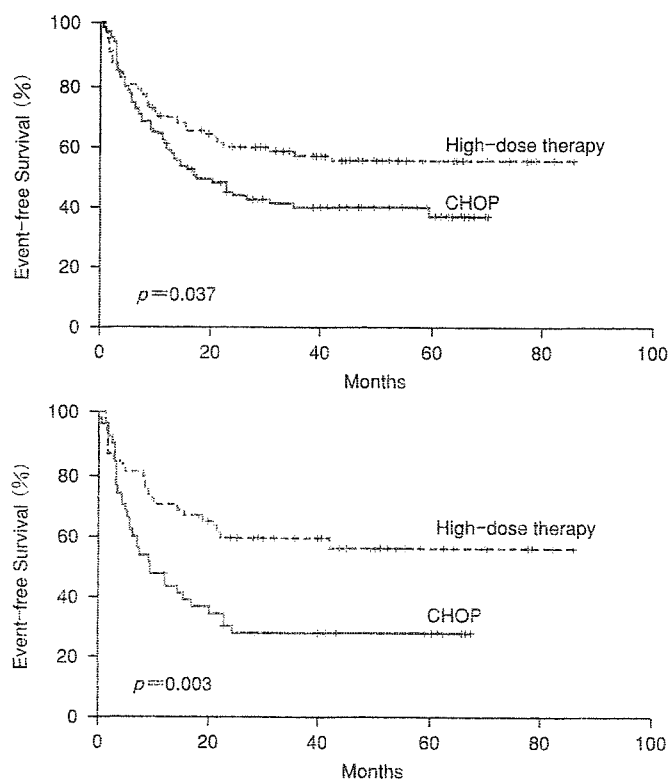 Event-free Survival (%)
100
80
60
40
20
0
High-dose therapy
CHOP
p=0.037
0 20 40 60 80 100
Months
Event-free Survival (%)
100
80
60
40
20
0
High-dose therapy
CHOP
p=0.003
0 20 40 60 80 100
Months